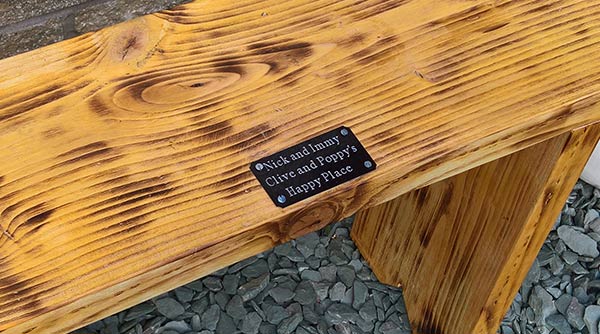 Nick and Immy
Clive and Poppy's
Happy Place